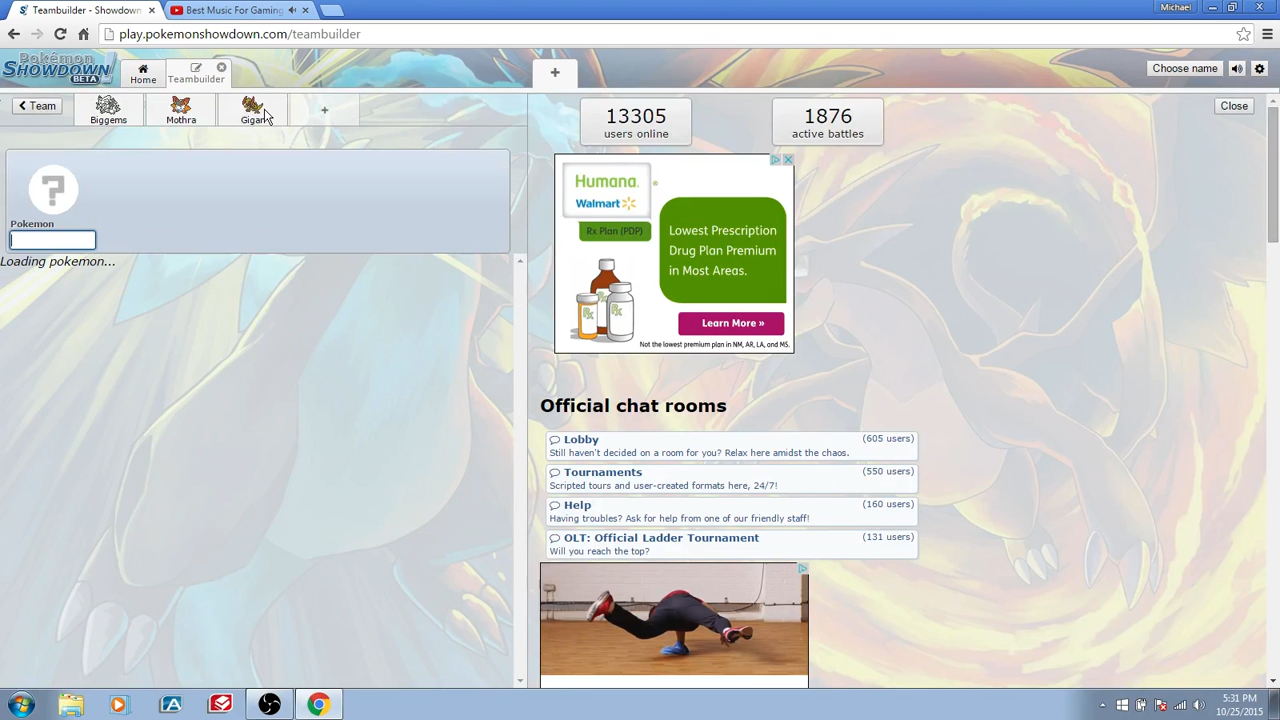 Teambuilder - Showdown
Best Music For Gaming
Michael
play.pokemonshowdown.com/teambuilder
Pokémon
SHOWDOWN
BETA
Home
Teambuilder
Choose name
Team
Biggems
Mothra
Gigan
13305
users online
1876
active battles
Close
?
Pokemon
Loading pokemon...
Humana.
Walmart
Rx Plan (PDP)
Lowest Prescription
Drug Plan Premium
in Most Areas.
Learn More »
Not the lowest premium plan in NM, AR, LA, and MS.
Official chat rooms
Lobby (605 users)
Still haven't decided on a room for you? Relax here amidst the chaos.
Tournaments (550 users)
Scripted tours and user-created formats here, 24/7!
Help (160 users)
Having troubles? Ask for help from one of our friendly staff!
OLT: Official Ladder Tournament (131 users)
Will you reach the top?
5:31 PM
10/25/2015